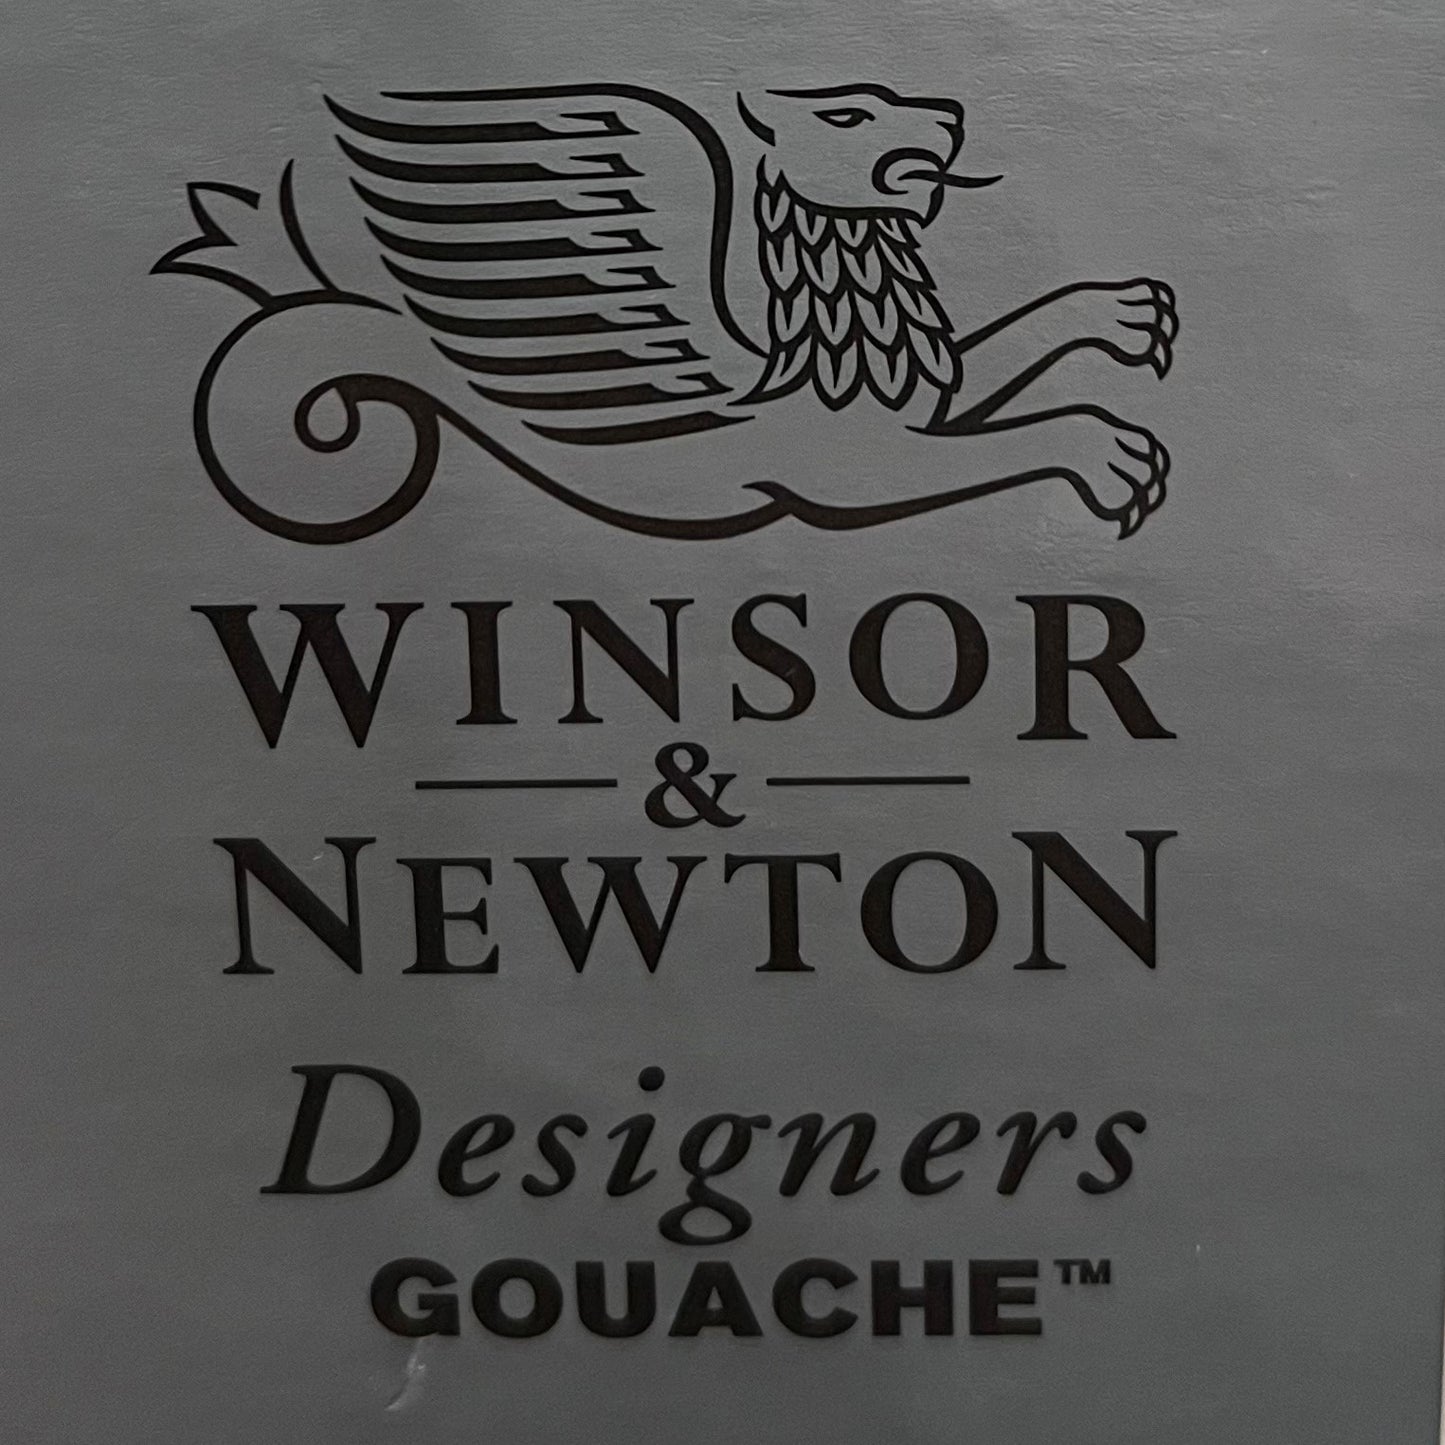 WINSOR
&
NEWTON
Designers
GOUACHE™